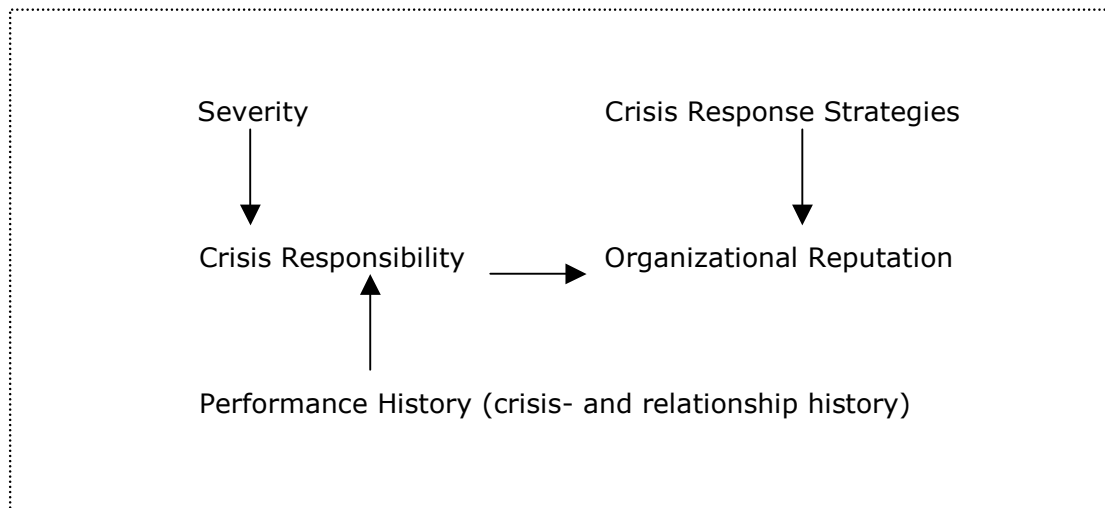 Severity
Crisis Response Strategies
Crisis Responsibility
Organizational Reputation
Performance History (crisis- and relationship history)